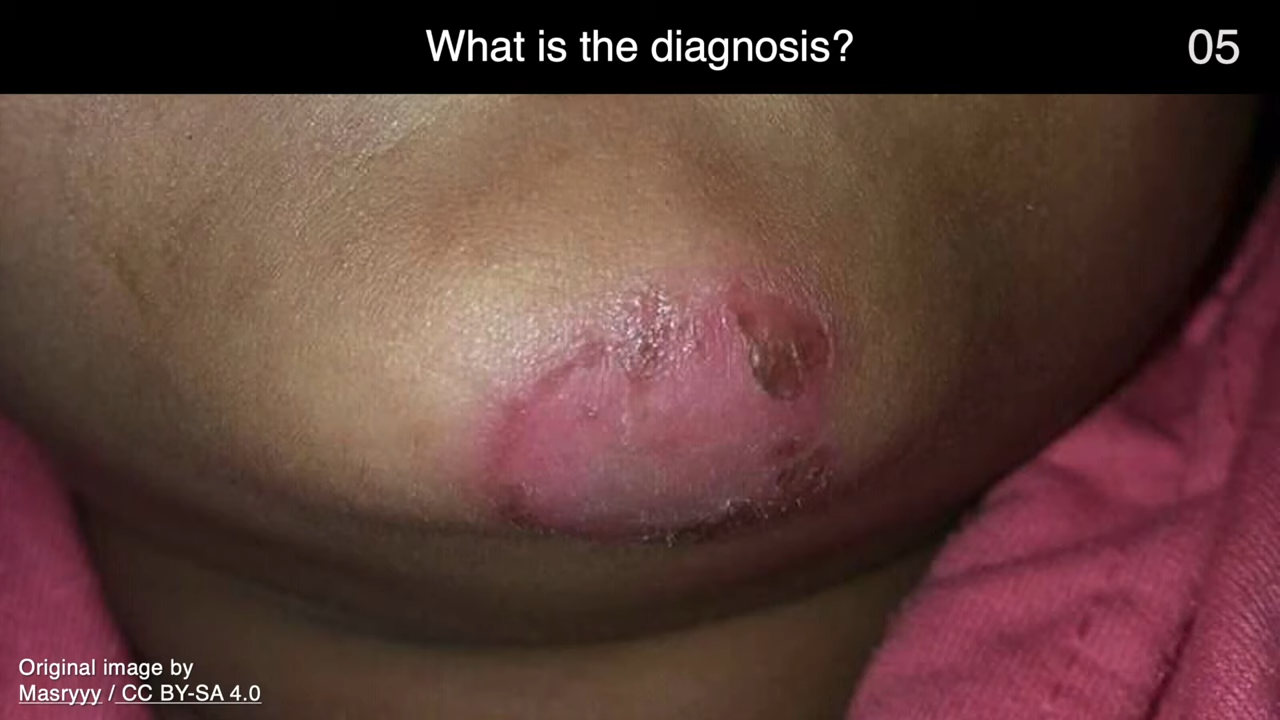 What is the diagnosis?
05
Original image by
Masryyy / CC BY-SA 4.0